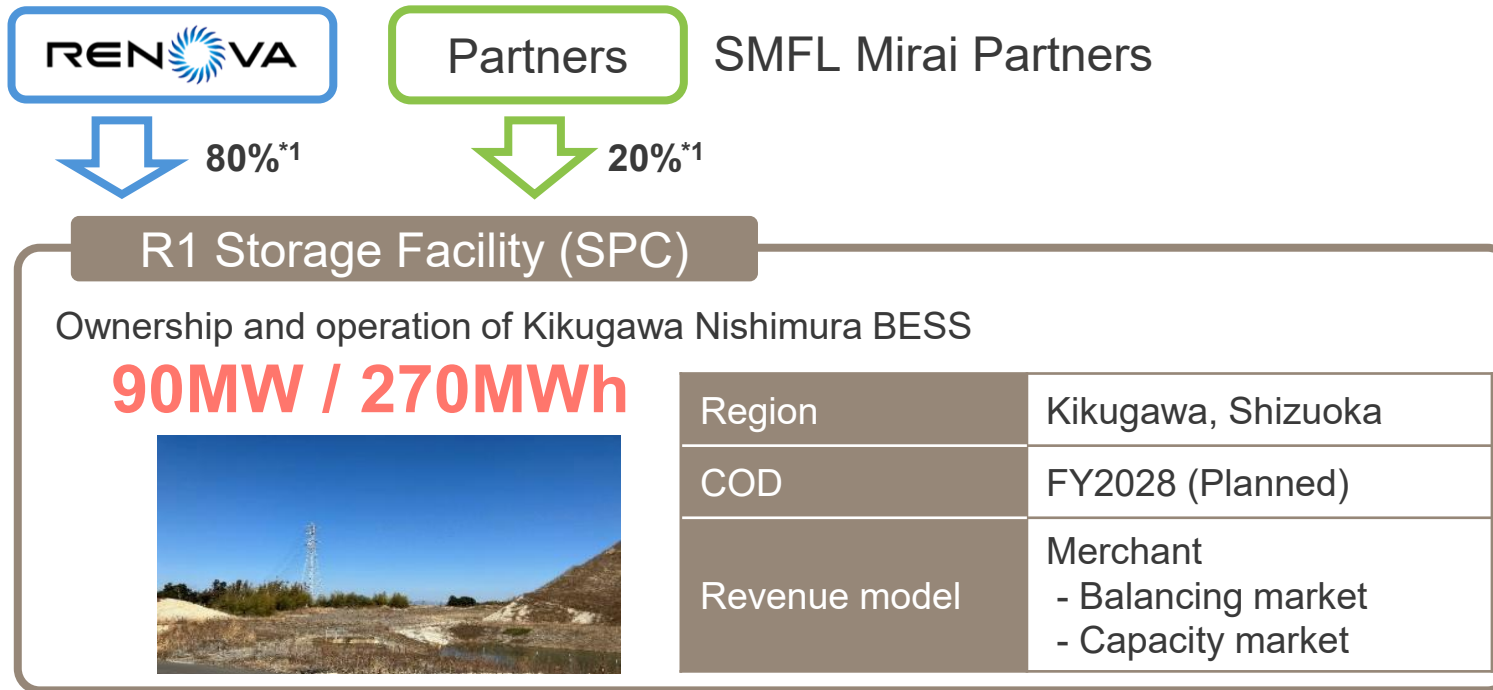 RENOVA
Partners
SMFL Mirai Partners
80%*1
20%*1
R1 Storage Facility (SPC)
Ownership and operation of Kikugawa Nishimura BESS
90MW / 270MWh
Region
Kikugawa, Shizuoka
COD
FY2028 (Planned)
Revenue model
Merchant
- Balancing market
- Capacity market